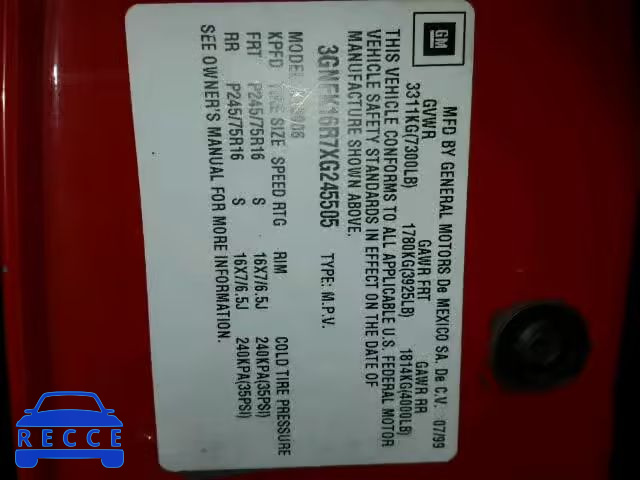 GM
MFD BY GENERAL MOTORS De MEXICO SA. De C.V. 07/99
GVWR GAWR FRT GAWR RR
3311KG(7300LB) 1780KG(3925LB) 1814KG(4000LB)
THIS VEHICLE CONFORMS TO ALL APPLICABLE U.S. FEDERAL MOTOR
VEHICLE SAFETY STANDARDS IN EFFECT ON THE DATE OF
MANUFACTURE SHOWN ABOVE.
3GNFK16R7XG245505 TYPE: M.P.V.
MODEL:
KPFD TIRE SIZE SPEED RTG RIM COLD TIRE PRESSURE
FRT P245/75R16 S 16X7/6.5J 240KPA(35PSI)
RR P245/75R16 S 16X7/6.5J 240KPA(35PSI)
SEE OWNER'S MANUAL FOR MORE INFORMATION.
RECCE